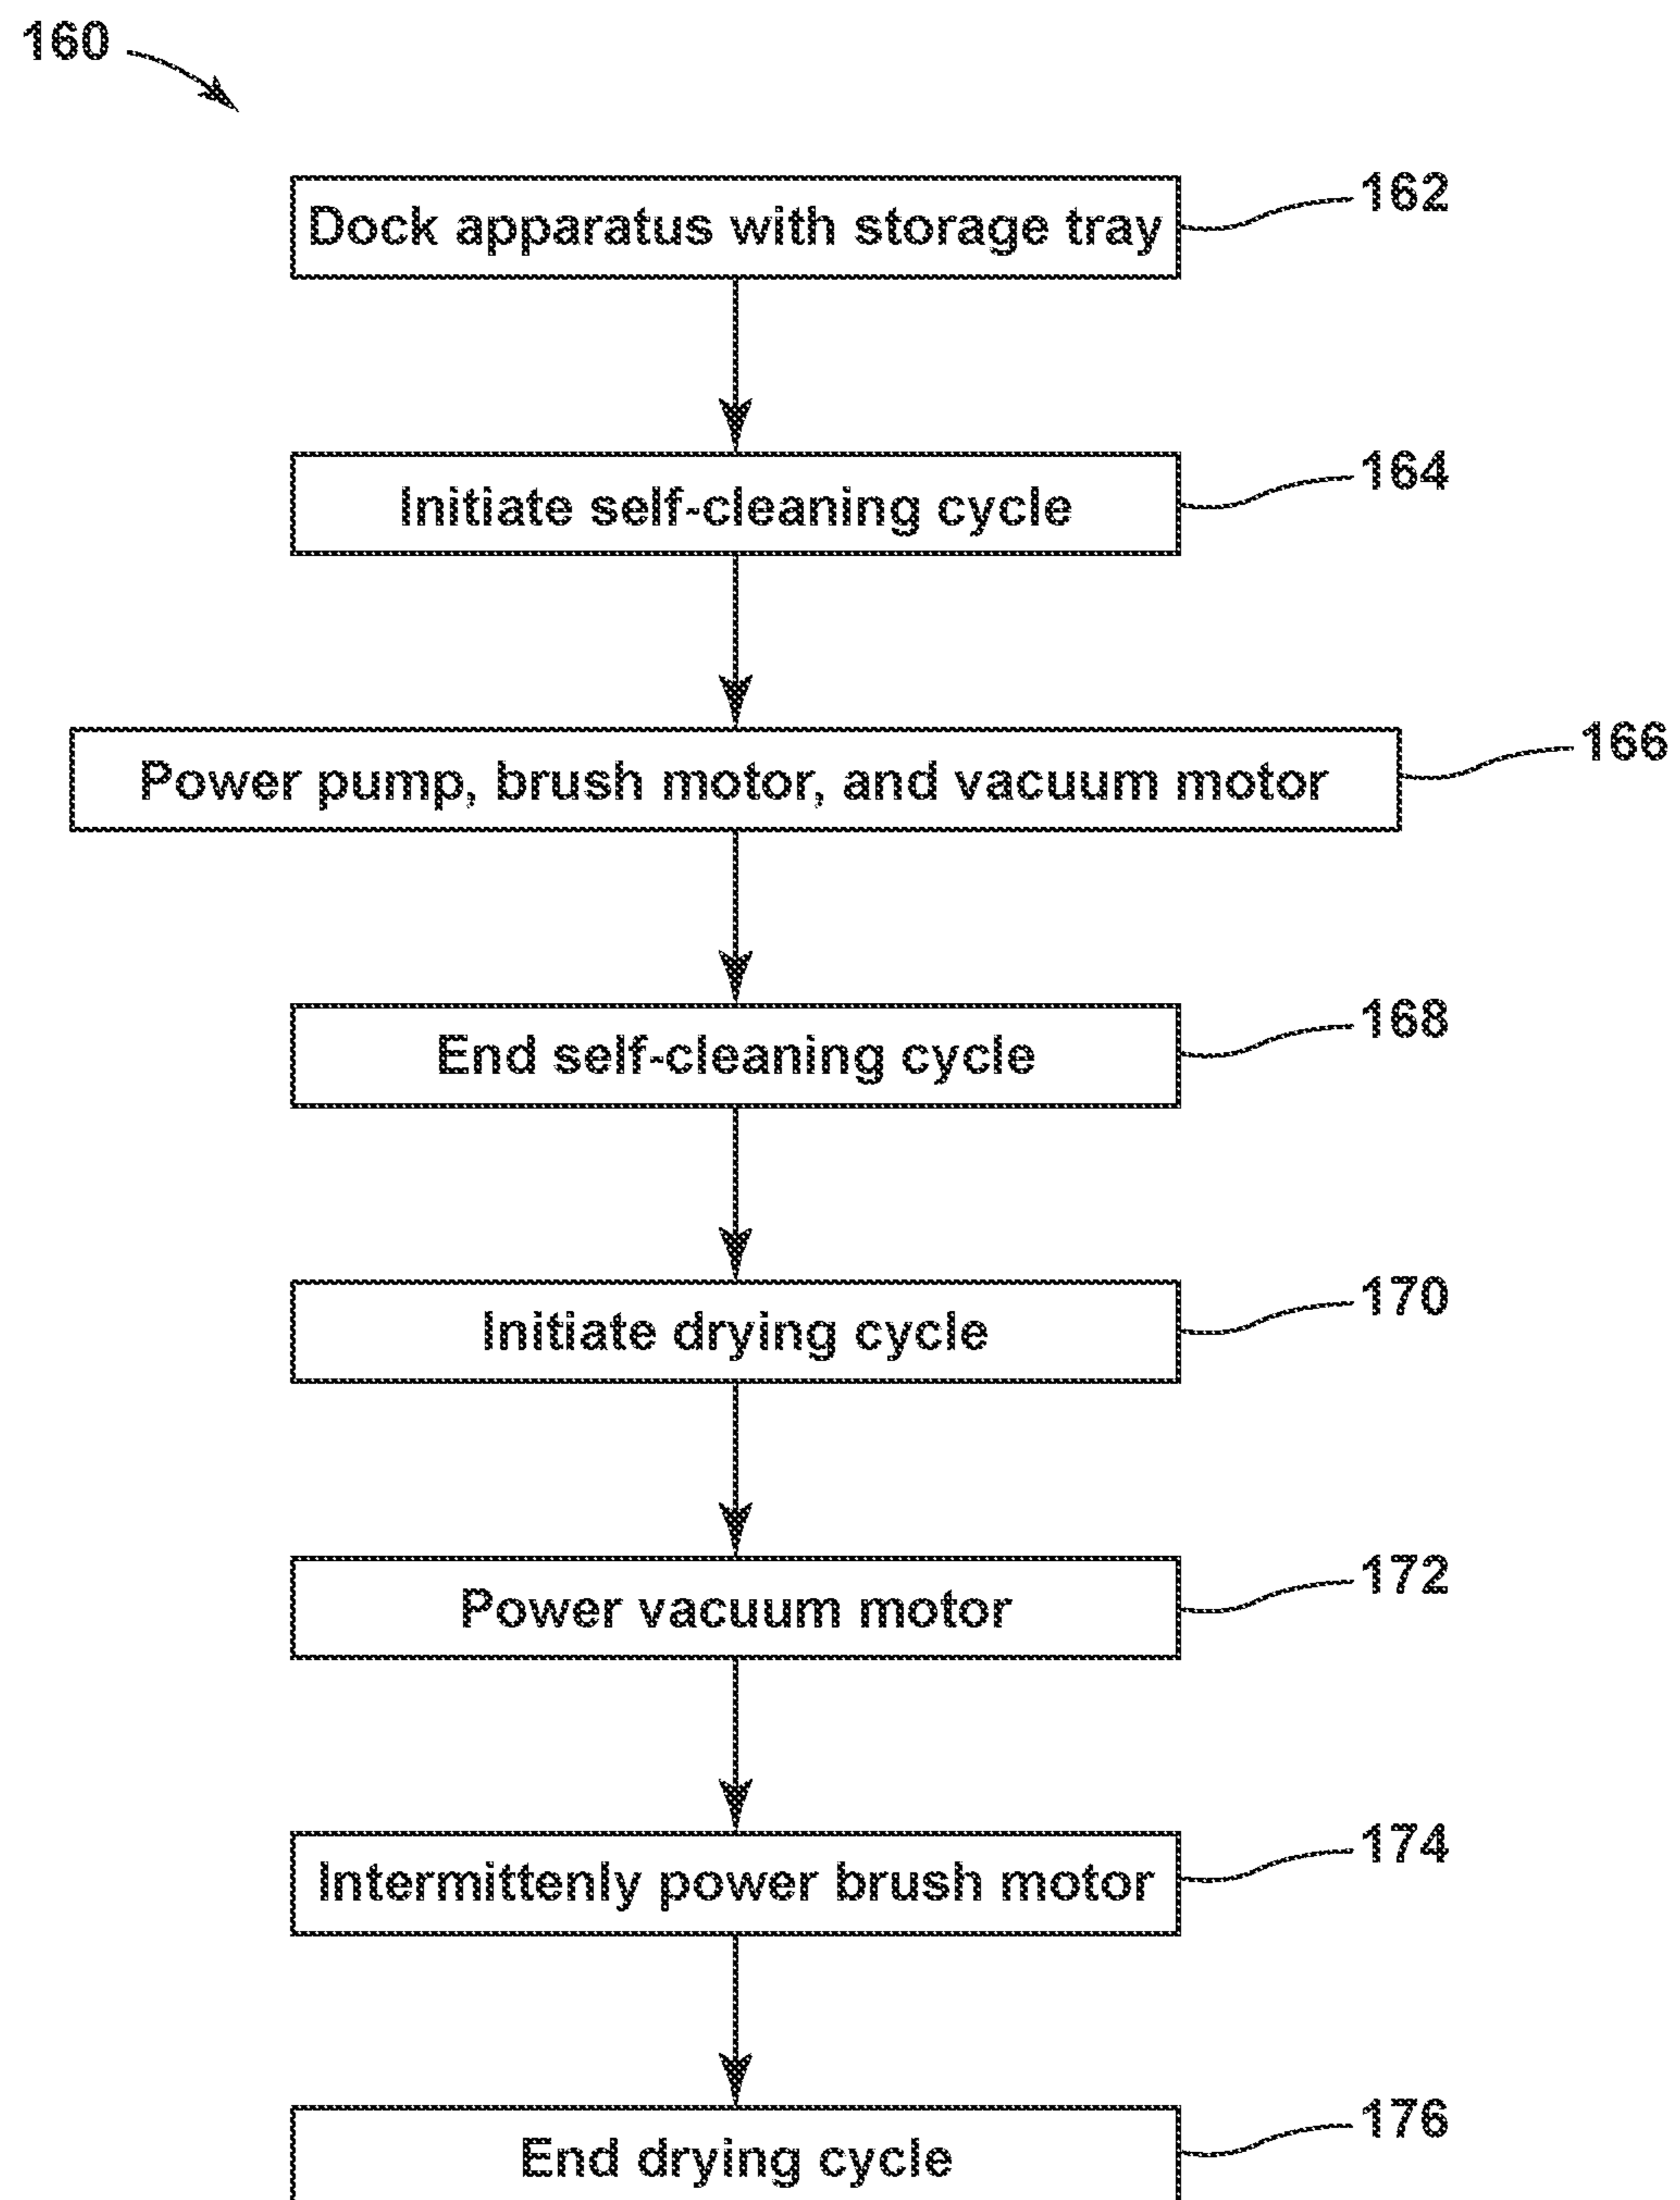 160
Dock apparatus with storage tray
162
Initiate self-cleaning cycle
164
Power pump, brush motor, and vacuum motor
166
End self-cleaning cycle
168
Initiate drying cycle
170
Power vacuum motor
172
Intermittenly power brush motor
174
End drying cycle
176